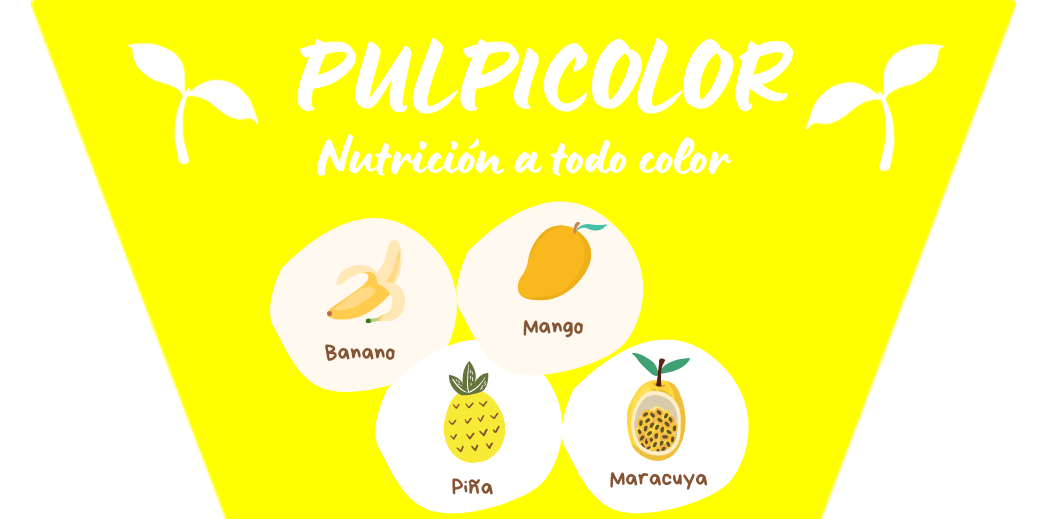 PULPICOLOR
Nutrición a todo color
Mango
Banano
Piña
Maracuya